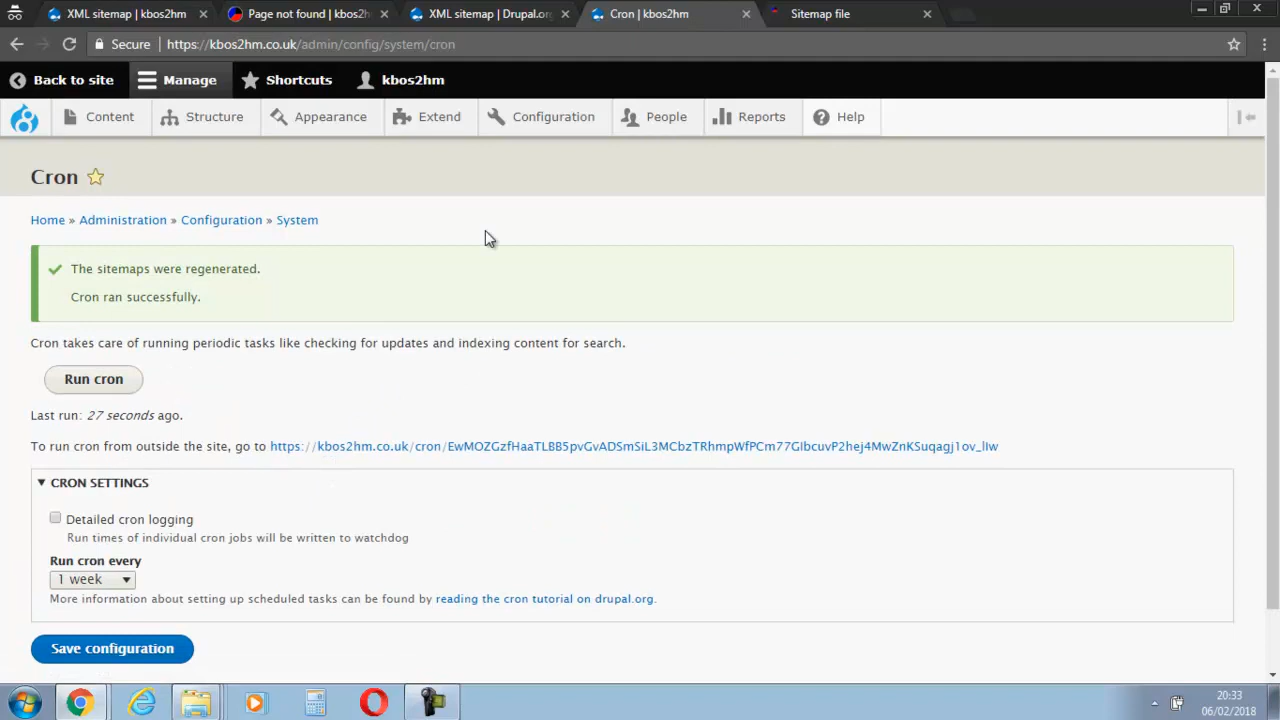 XML sitemap | kbos2hm
Page not found | kbos2h
XML sitemap | Drupal.or
Cron | kbos2hm
Sitemap file
Secure
https://kbos2hm.co.uk/admin/config/system/cron
Back to site
Manage
Shortcuts
kbos2hm
Content
Structure
Appearance
Extend
Configuration
People
Reports
Help
Cron
Home » Administration » Configuration » System
The sitemaps were regenerated.
Cron ran successfully.
Cron takes care of running periodic tasks like checking for updates and indexing content for search.
Run cron
Last run: 27 seconds ago.
To run cron from outside the site, go to https://kbos2hm.co.uk/cron/EwMOZGzfHaaTLBB5pvGvADSmSiL3MCbzTRhmpWfPCm77GIbcuvP2hej4MwZnKSuqagj1ov_lIw
CRON SETTINGS
Detailed cron logging
Run times of individual cron jobs will be written to watchdog
Run cron every
1 week
More information about setting up scheduled tasks can be found by reading the cron tutorial on drupal.org.
Save configuration
20:33
06/02/2018